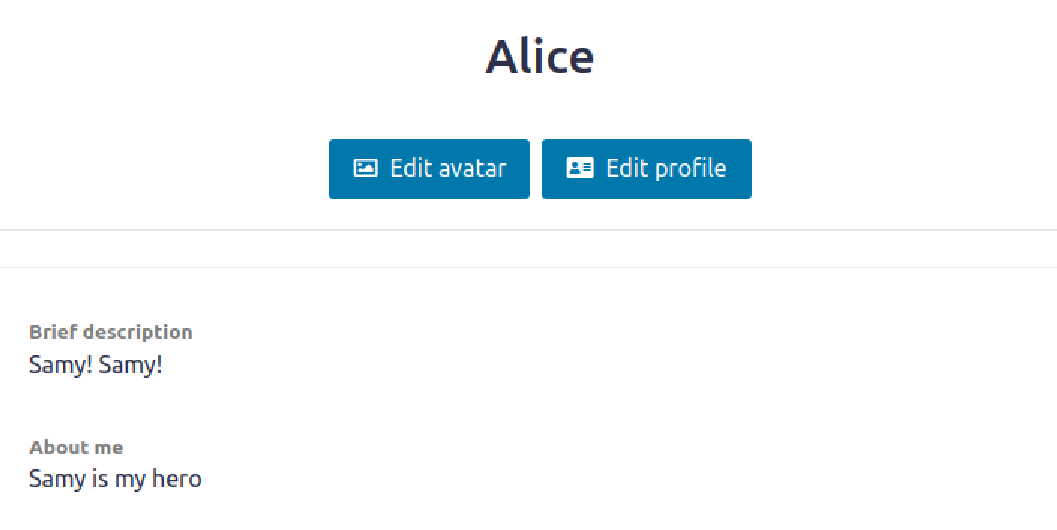 Alice
Edit avatar Edit profile
Brief description
Samy! Samy!
About me
Samy is my hero